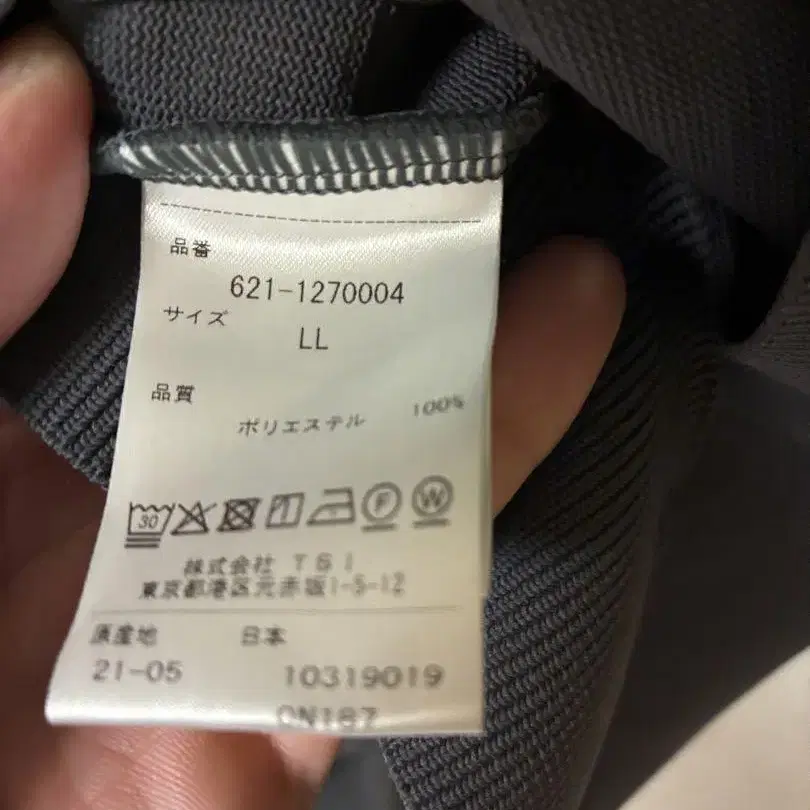 品番
621-1270004
サイズ
LL
品質
ポリエステル 100%
30 F W
株式会社 TSI
東京都港区元赤坂1-5-12
原産地 日本
21-05 10319019